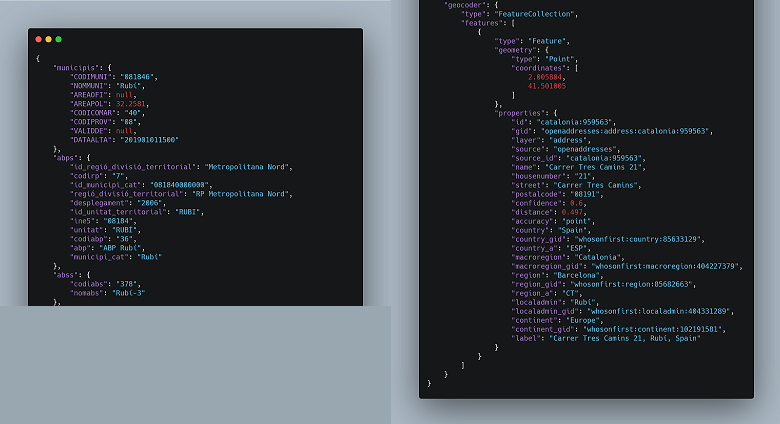 {
"municipis": {
"CODIMUNI": "081846",
"NOMMUNI": "Rubí",
"AREAOFI": null,
"AREAPOL": 32.2581,
"CODICOMAR": "40",
"CODIPROV": "08",
"VALIDDE": null,
"DATAALTA": "201901011500"
},
"abps": {
"id_regió_divisió_territorial": "Metropolitana Nord",
"codirp": "7",
"id_municipi_cat": "081840000000",
"regió_divisió_territorial": "RP Metropolitana Nord",
"desplegament": "2006",
"id_unitat_territorial": "RUBI",
"ine5": "08184",
"unitat": "RUBI",
"codiabp": "36",
"abp": "ABP Rubí",
"municipi_cat": "Rubí"
},
"abss": {
"codiabs": "378",
"nomabs": "Rubí-3"
},
"geocoder": {
"type": "FeatureCollection",
"features": [
{
"type": "Feature",
"geometry": {
"type": "Point",
"coordinates": [
2.005804,
41.501005
]
},
"properties": {
"id": "catalonia:959563",
"gid": "openaddresses:address:catalonia:959563",
"layer": "address",
"source": "openaddresses",
"source_id": "catalonia:959563",
"name": "Carrer Tres Camins 21",
"housenumber": "21",
"street": "Carrer Tres Camins",
"postalcode": "08191",
"confidence": 0.6,
"distance": 0.497,
"accuracy": "point",
"country": "Spain",
"country_gid": "whosonfirst:country:85633129",
"country_a": "ESP",
"macroregion": "Catalonia",
"macroregion_gid": "whosonfirst:macroregion:404227379",
"region": "Barcelona",
"region_gid": "whosonfirst:region:85682663",
"region_a": "CT",
"localadmin": "Rubí",
"localadmin_gid": "whosonfirst:localadmin:404331289",
"continent": "Europe",
"continent_gid": "whosonfirst:continent:102191581",
"label": "Carrer Tres Camins 21, Rubí, Spain"
}
}
]
}
}